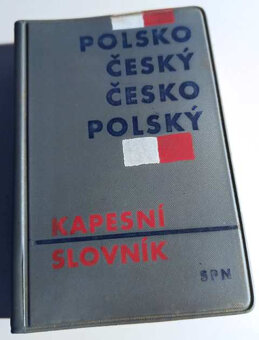 POLSKO
ČESKÝ
ČESKO
POLSKÝ
KAPESNÍ
SLOVNÍK
SPN